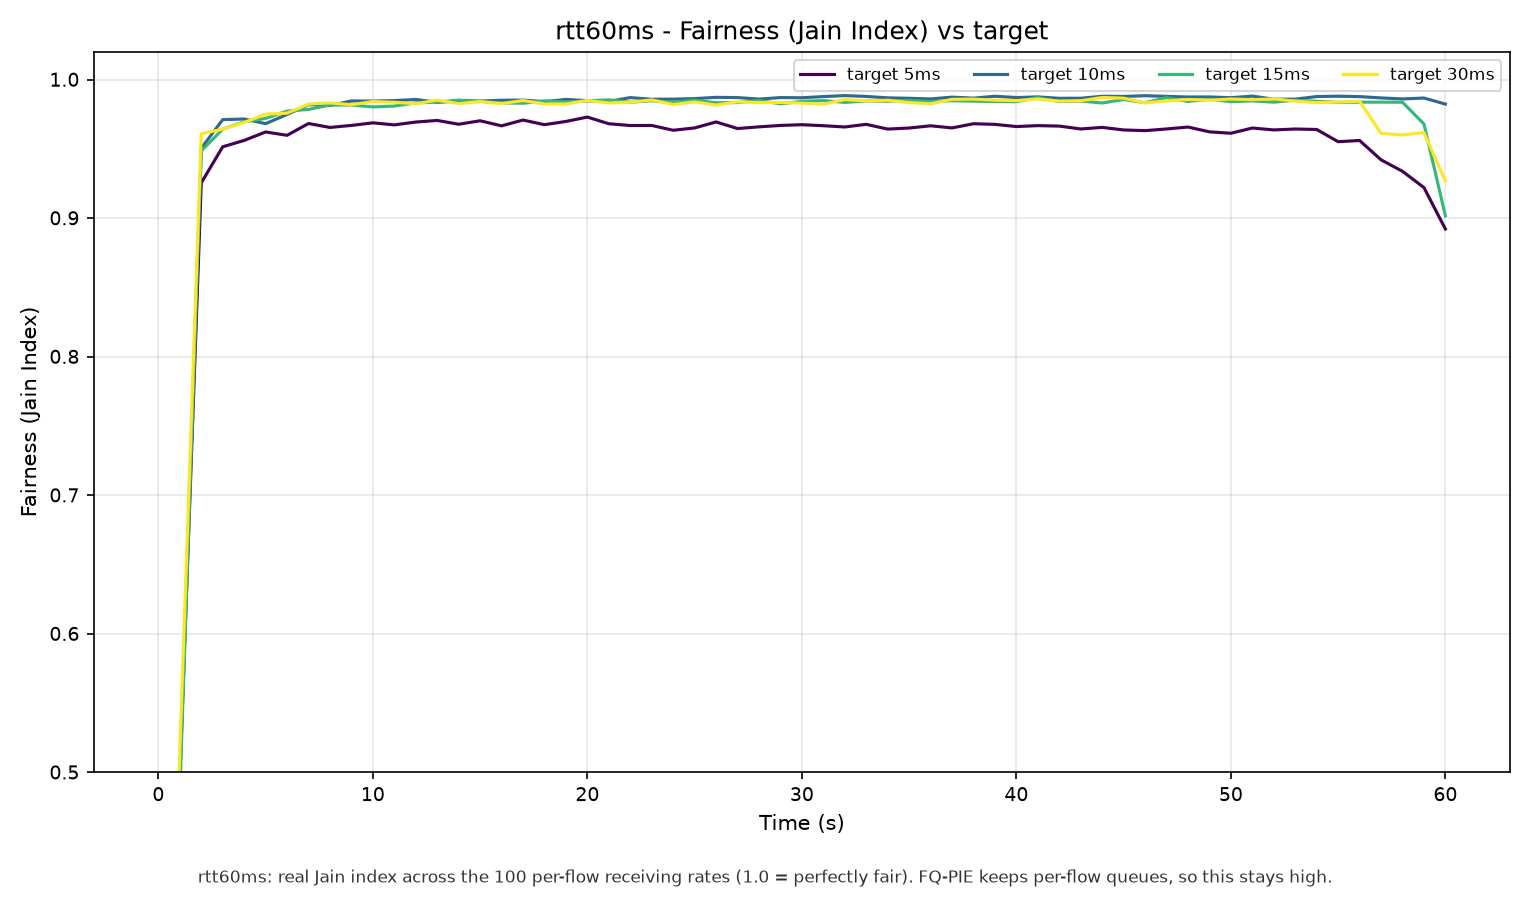 rtt60ms - Fairness (Jain Index) vs target
target 5ms target 10ms target 15ms target 30ms
1.0
0.9
0.8
0.7
0.6
0.5
Fairness (Jain Index)
0 10 20 30 40 50 60
Time (s)
rtt60ms: real Jain index across the 100 per-flow receiving rates (1.0 = perfectly fair). FQ-PIE keeps per-flow queues, so this stays high.